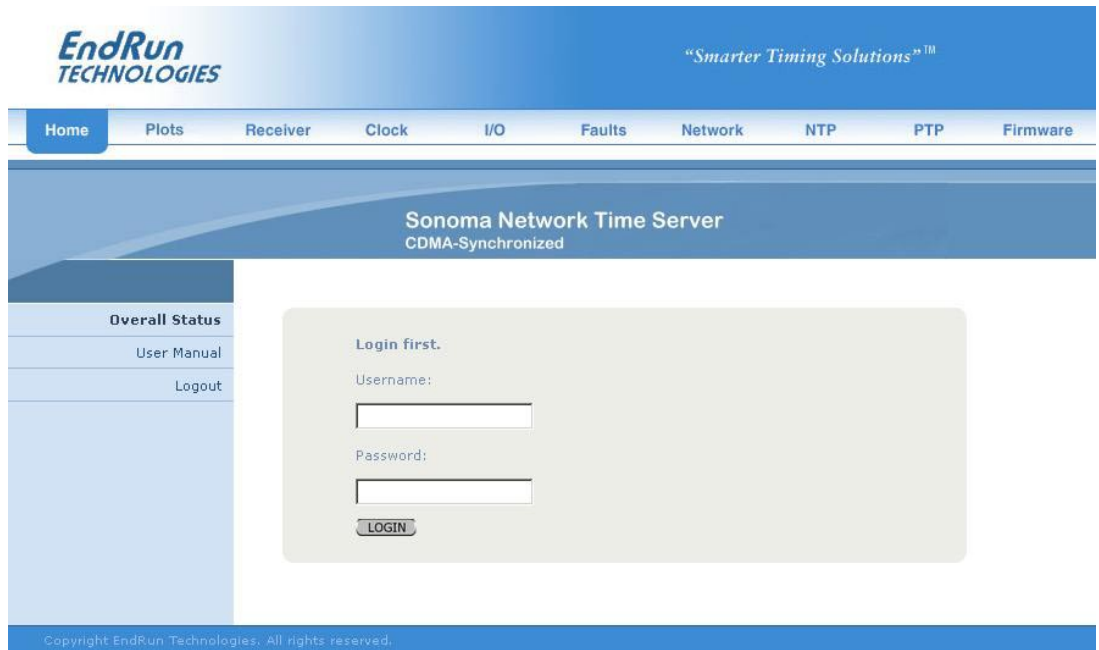 EndRun
TECHNOLOGIES
“Smarter Timing Solutions”™
Home Plots Receiver Clock I/O Faults Network NTP PTP Firmware
Sonoma Network Time Server
CDMA-Synchronized
Overall Status
User Manual
Logout
Login first.
Username:
Password:
LOGIN
Copyright EndRun Technologies. All rights reserved.